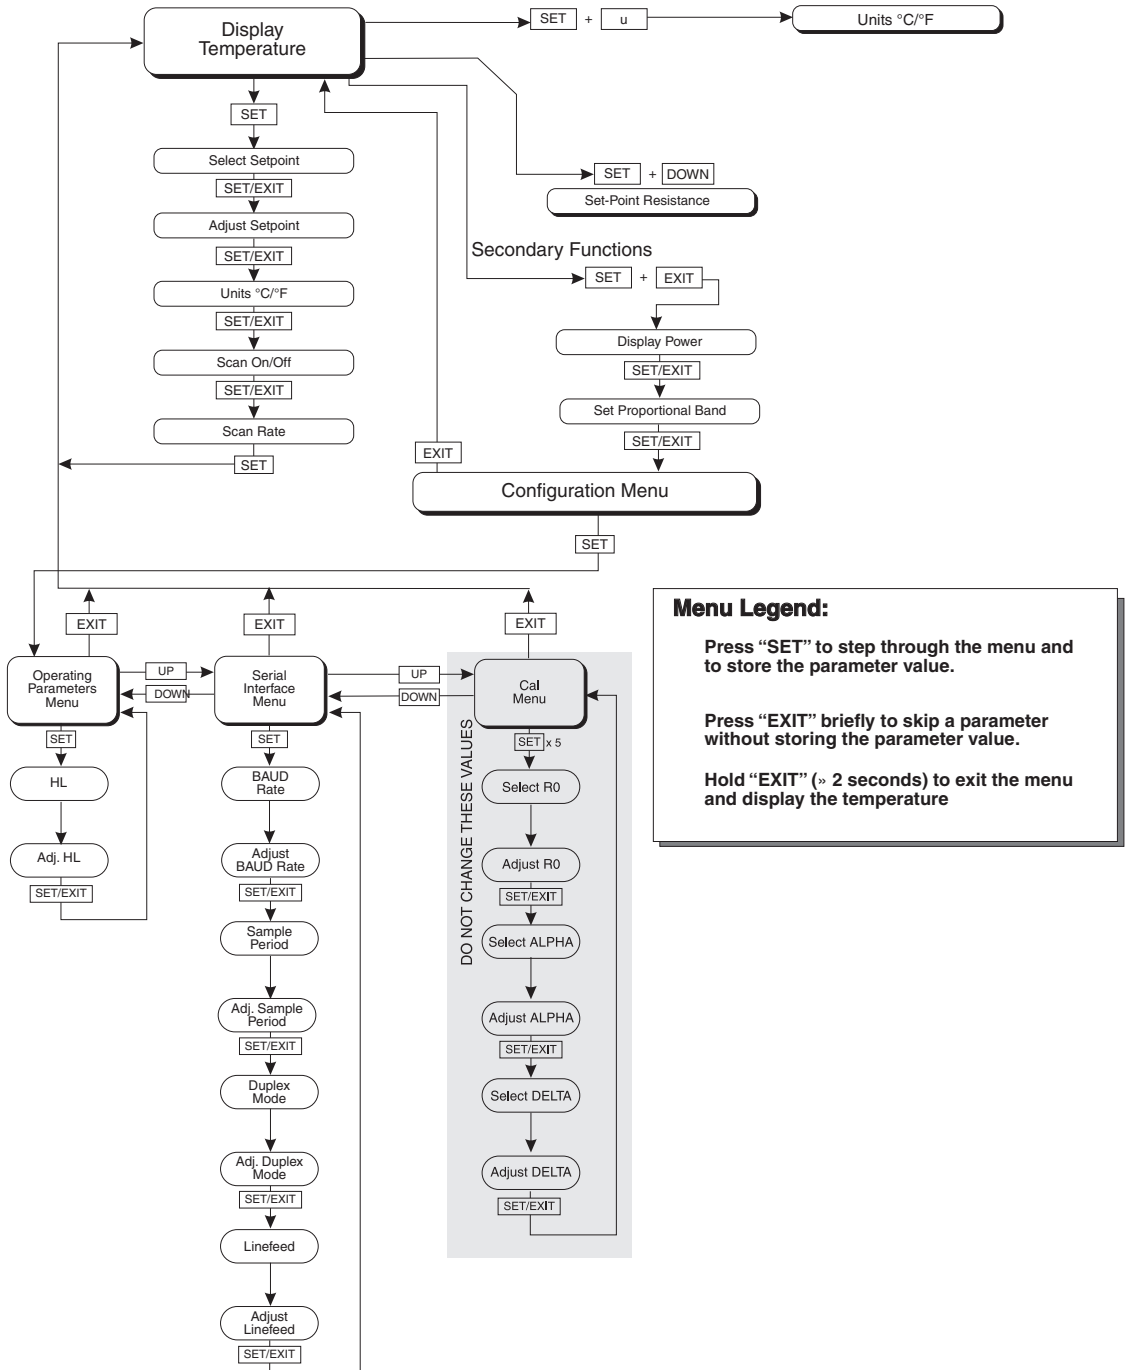 Display
Temperature
SET + u
Units °C/°F
SET
Select Setpoint
SET/EXIT
Adjust Setpoint
SET/EXIT
Units °C/°F
SET/EXIT
Scan On/Off
SET/EXIT
Scan Rate
SET
SET + DOWN
Set-Point Resistance
Secondary Functions
SET + EXIT
Display Power
SET/EXIT
Set Proportional Band
SET/EXIT
EXIT
Configuration Menu
SET
EXIT
EXIT
EXIT
Operating
Parameters
Menu
UP
DOWN
Serial
Interface
Menu
UP
DOWN
Cal
Menu
SET
HL
Adj. HL
SET/EXIT
SET
BAUD
Rate
Adjust
BAUD Rate
SET/EXIT
Sample
Period
Adj. Sample
Period
SET/EXIT
Duplex
Mode
Adj. Duplex
Mode
SET/EXIT
Linefeed
Adjust
Linefeed
SET/EXIT
DO NOT CHANGE THESE VALUES
SET x 5
Select R0
Adjust R0
SET/EXIT
Select ALPHA
Adjust ALPHA
SET/EXIT
Select DELTA
Adjust DELTA
SET/EXIT
Menu Legend:
Press “SET” to step through the menu and
to store the parameter value.
Press “EXIT” briefly to skip a parameter
without storing the parameter value.
Hold “EXIT” (» 2 seconds) to exit the menu
and display the temperature